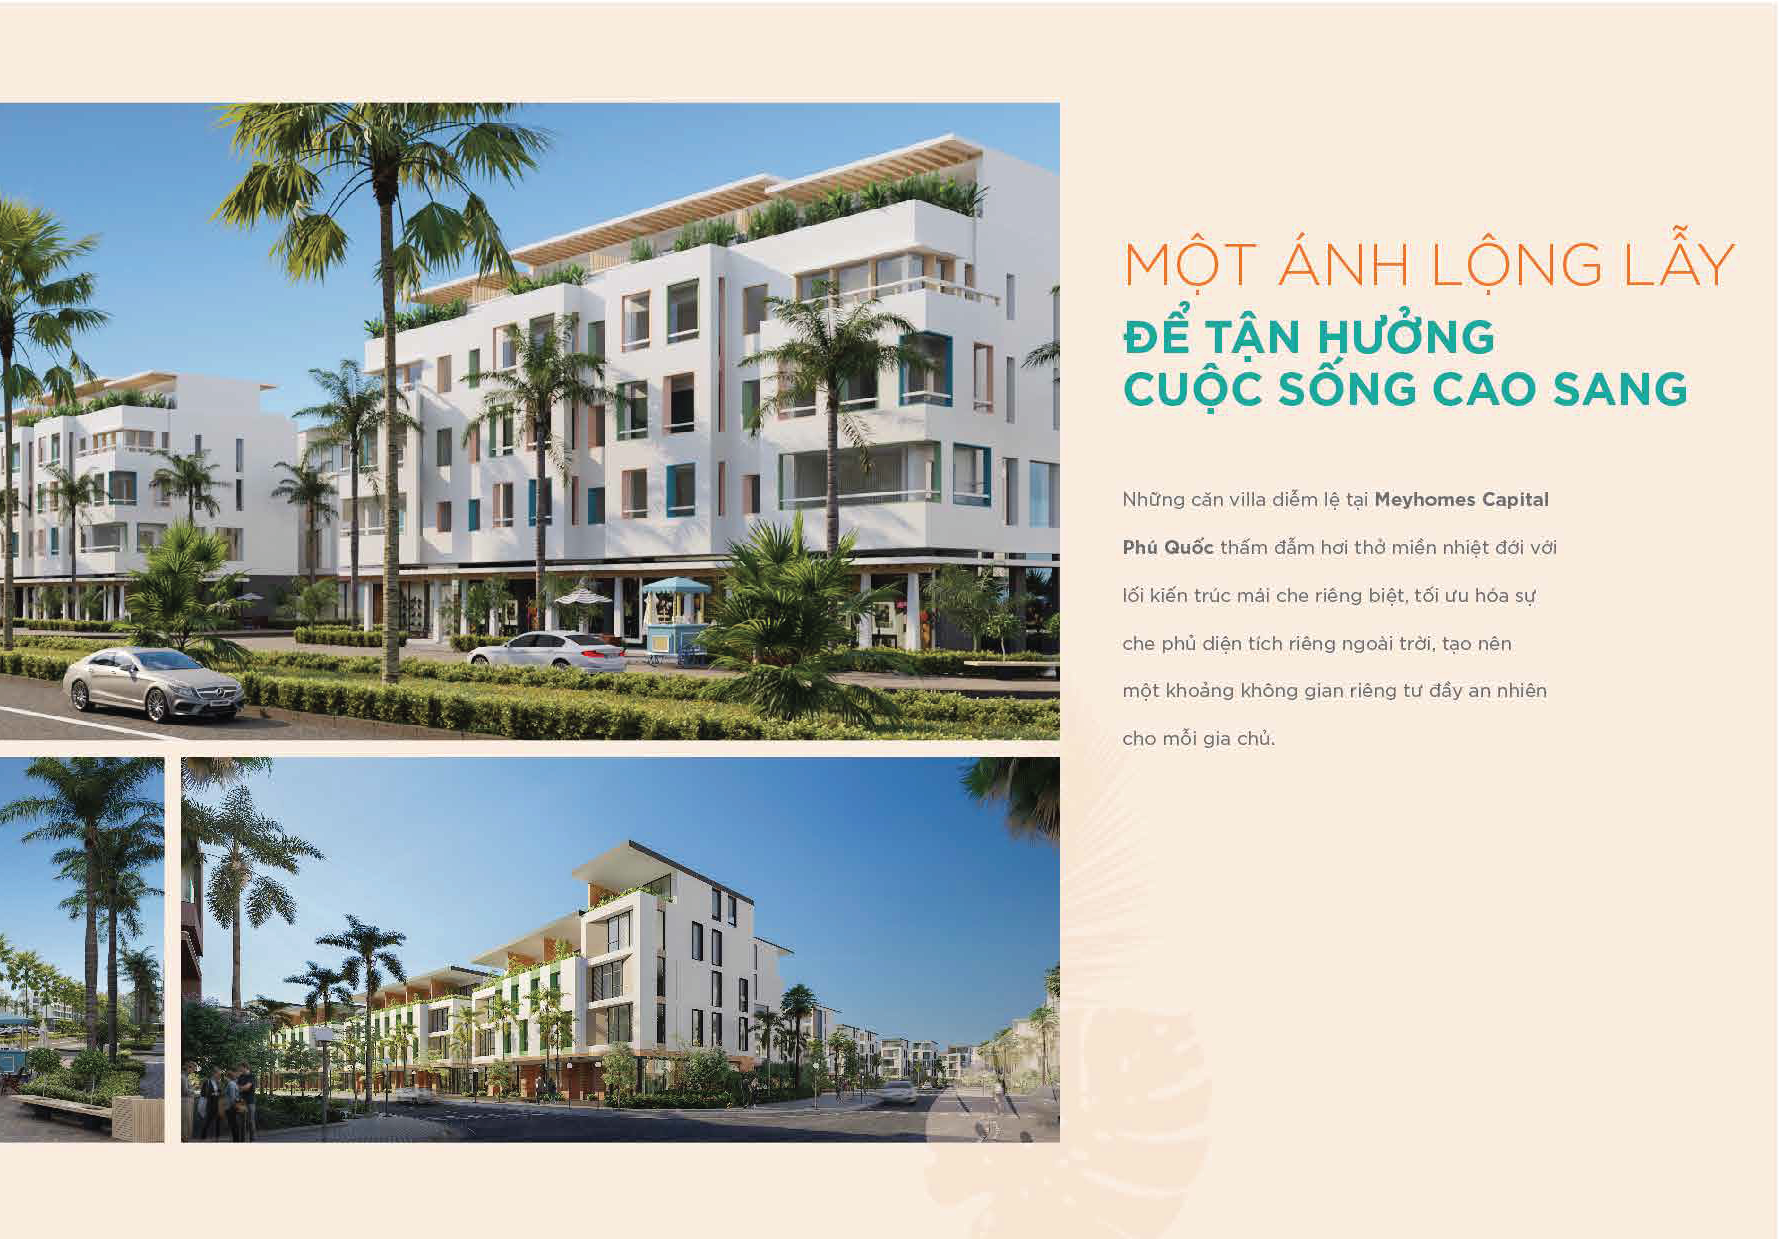 MỘT ÁNH LỘNG LẪY
ĐỂ TẬN HƯỞNG
CUỘC SỐNG CAO SANG
Những căn villa diễm lệ tại Meyhomes Capital
Phú Quốc thấm đẫm hơi thở miền nhiệt đới với
lối kiến trúc mái che riêng biệt, tối ưu hóa sự
che phủ diện tích riêng ngoài trời, tạo nên
một khoảng không gian riêng tư đầy an nhiên
cho mỗi gia chủ.